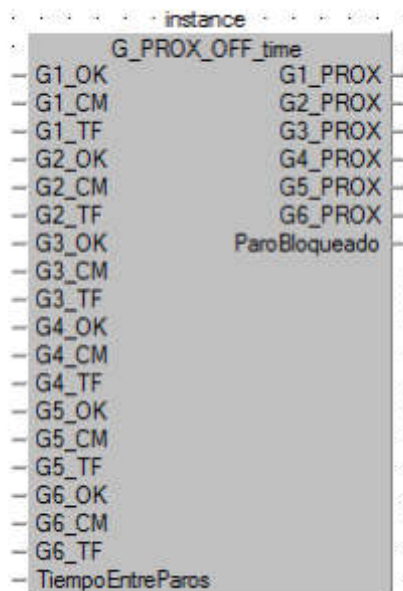 instance
G_PROX_OFF_time
G1_OK G1_PROX
G1_CM G2_PROX
G1_TF G3_PROX
G2_OK G4_PROX
G2_CM G5_PROX
G2_TF G6_PROX
G3_OK ParoBloqueado
G3_CM
G3_TF
G4_OK
G4_CM
G4_TF
G5_OK
G5_CM
G5_TF
G6_OK
G6_CM
G6_TF
TiempoEntreParos